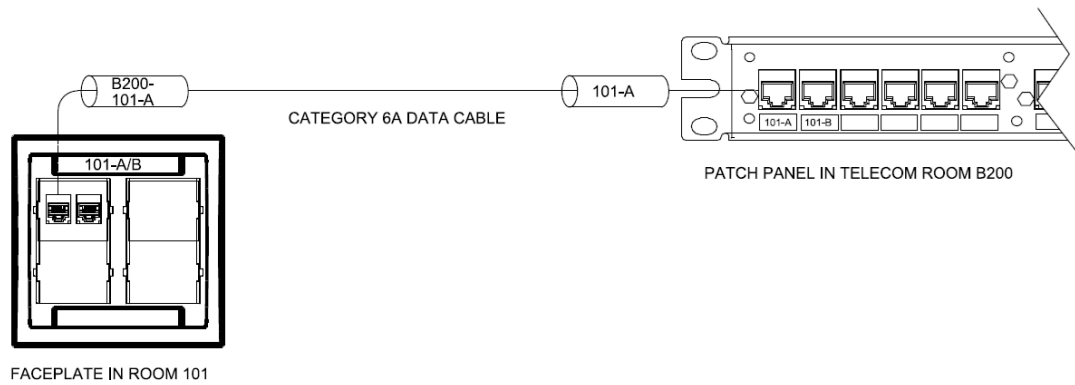 B200-
101-A
101-A
CATEGORY 6A DATA CABLE
101-A 101-B
101-A/B
PATCH PANEL IN TELECOM ROOM B200
FACEPLATE IN ROOM 101